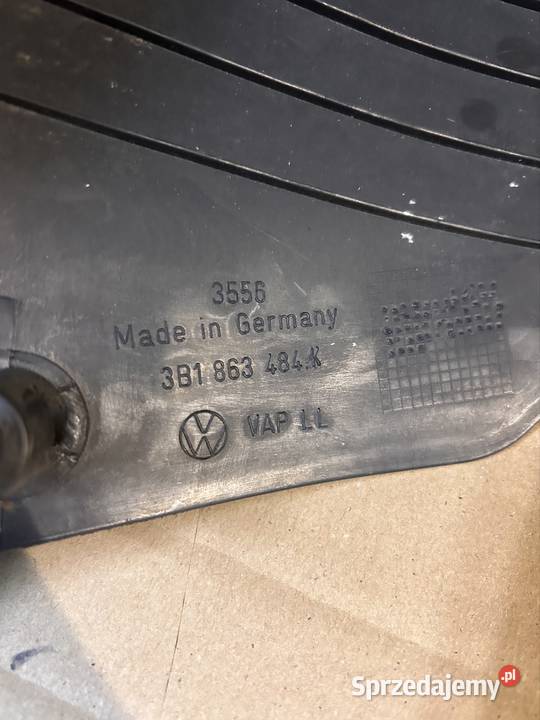 3556
Made in Germany
3B1 863 484.K
VAP LL
Sprzedajemy.pl